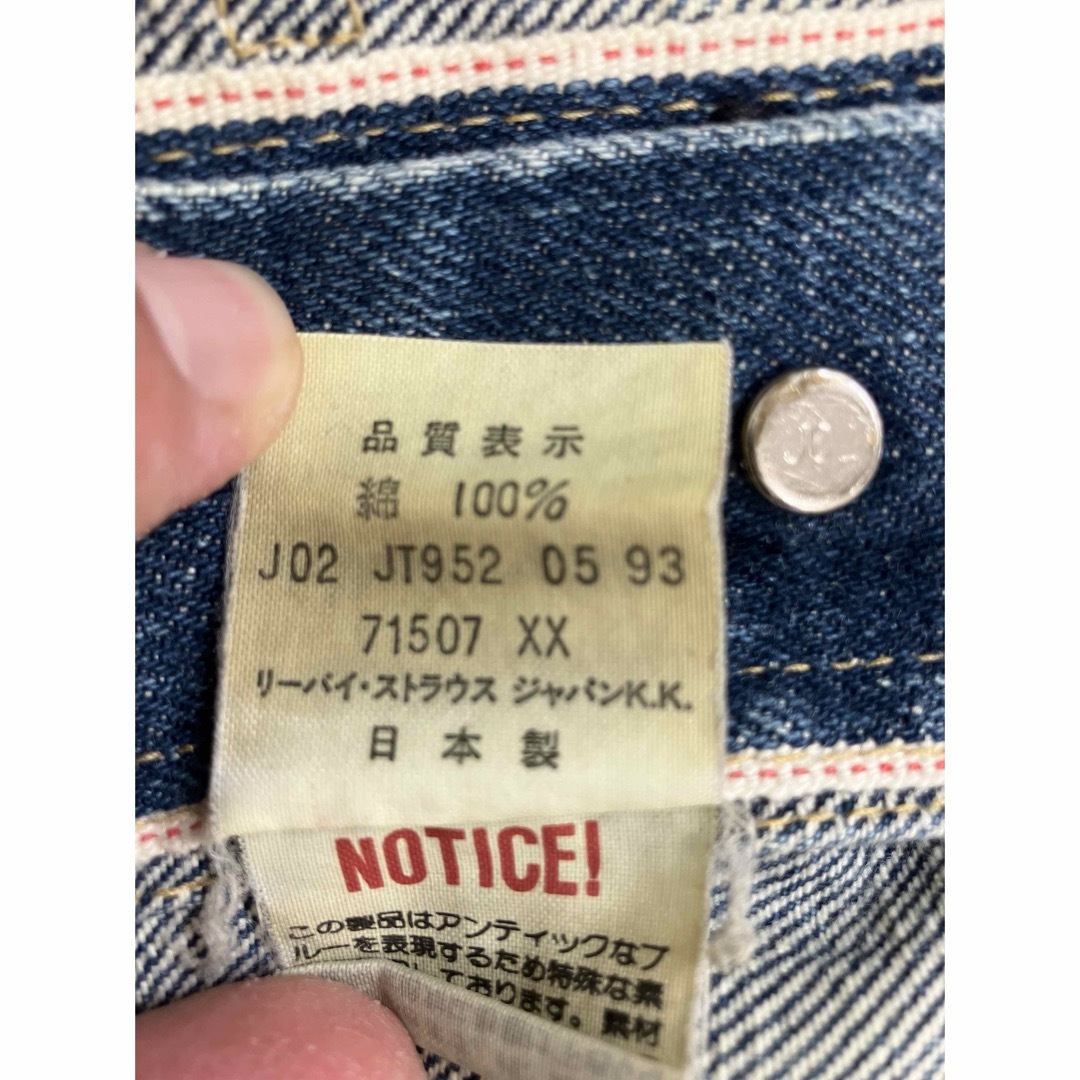 品質表示
綿 100%
J02 JT952 05 93
71507 XX
リーバイ・ストラウス ジャパンK.K.
日本製
NOTICE!
この製品はアンティックなブ
ルーを表現するため特殊な素
しております。素材